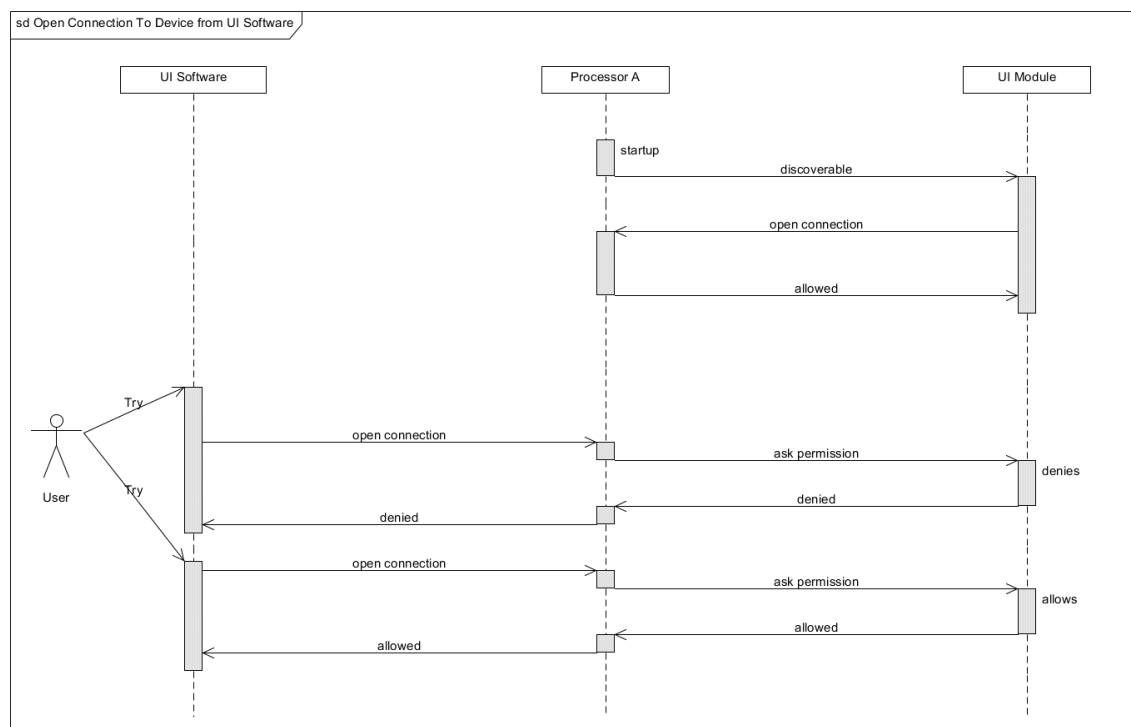 sd Open Connection To Device from UI Software
UI Software
Processor A
UI Module
startup
discoverable
open connection
allowed
Try
open connection
ask permission
denies
Try
User
denied
denied
open connection
ask permission
allows
allowed
allowed